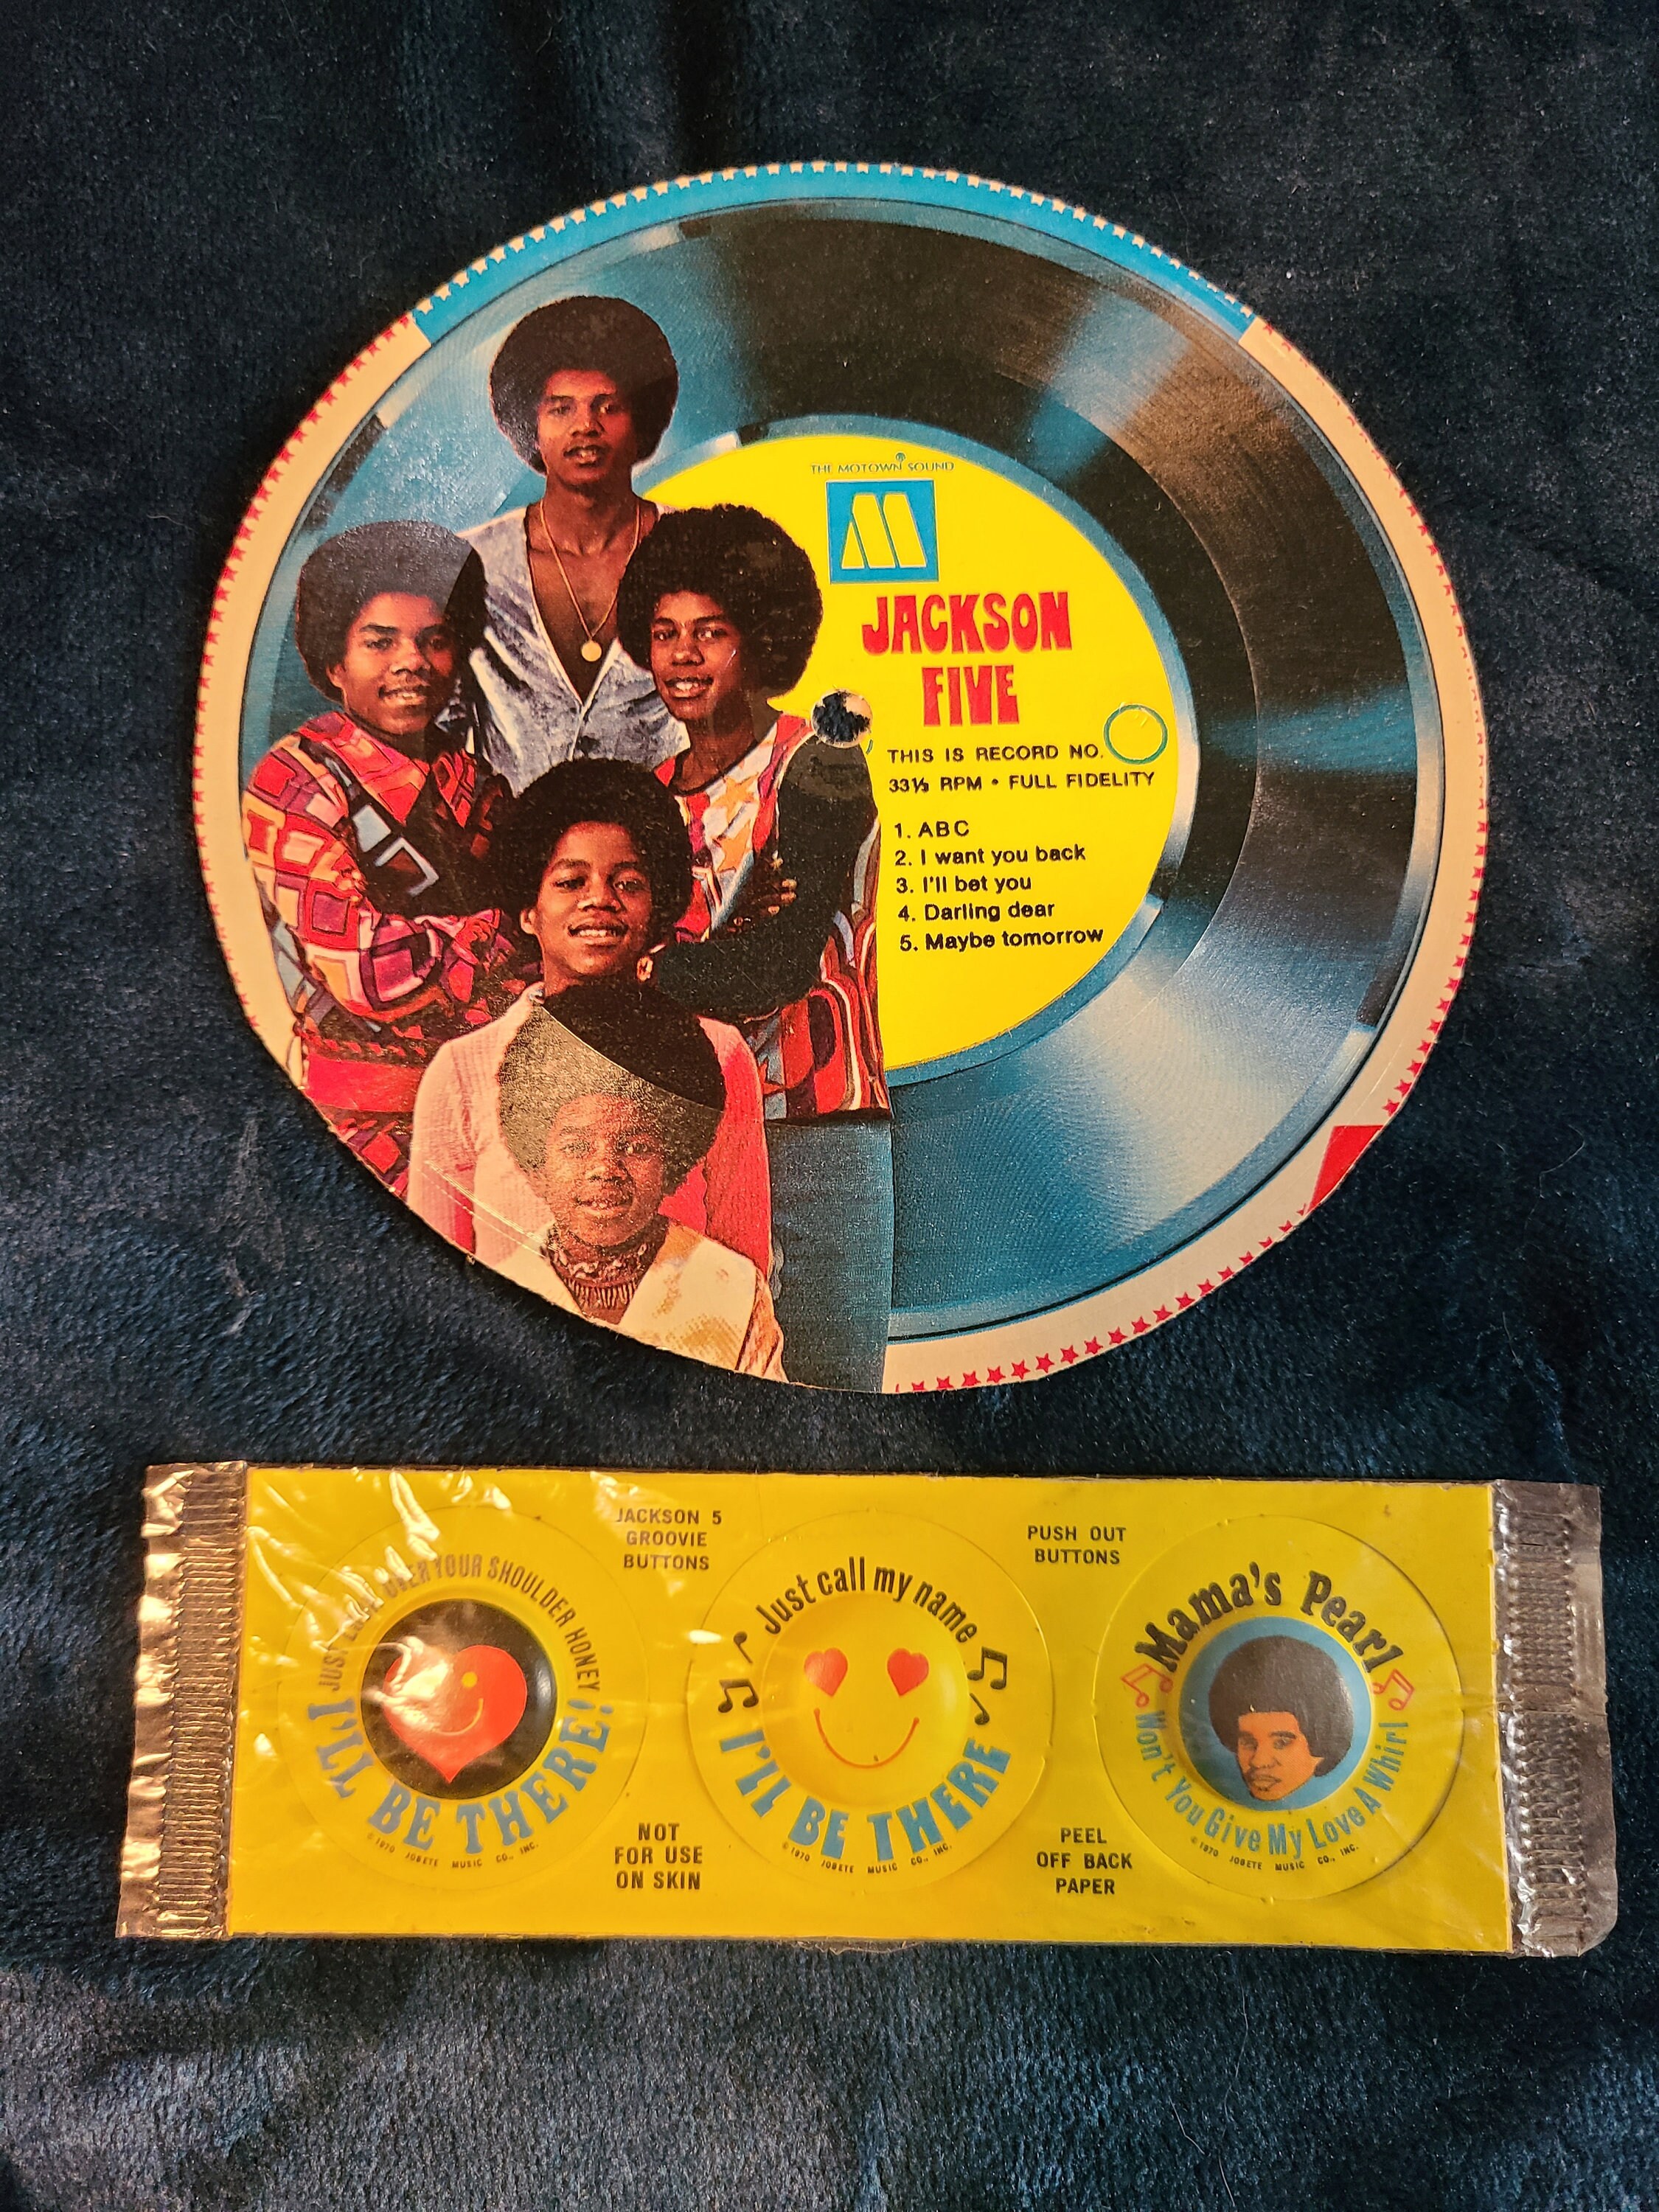 THE MOTOWN® SOUND
M
JACKSON
FIVE
THIS IS RECORD NO.
33⅓ RPM • FULL FIDELITY
1. ABC
2. I want you back
3. I'll bet you
4. Darling dear
5. Maybe tomorrow
JACKSON 5
GROOVIE
BUTTONS
PUSH OUT
BUTTONS
JUST LOOK OVER YOUR SHOULDER HONEY
I'LL BE THERE!
©1970 JOBETE MUSIC CO., INC.
Just call my name
I'LL BE THERE
©1970 JOBETE MUSIC CO., INC.
Mama's Pearl
Won't You Give My Love A Whirl
©1970 JOBETE MUSIC CO., INC.
NOT
FOR USE
ON SKIN
PEEL
OFF BACK
PAPER